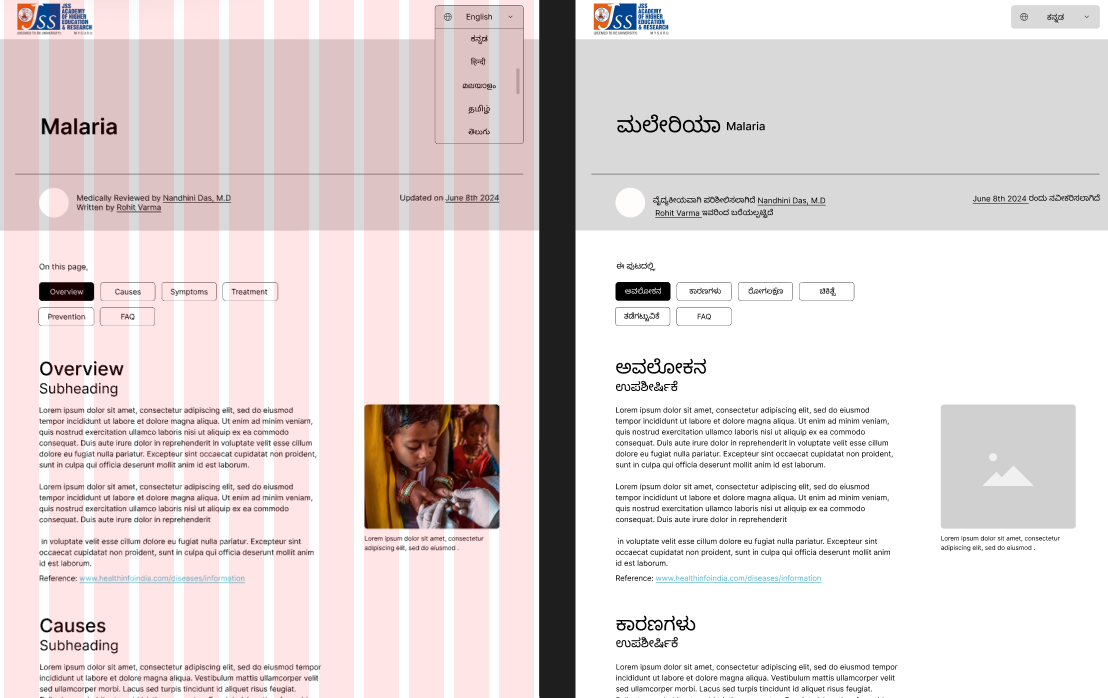 JSS
ACADEMY
OF HIGHER
EDUCATION
& RESEARCH
(DEEMED TO BE UNIVERSITY) MYSURU
English
ಕನ್ನಡ
हिन्दी
മലയാളം
தமிழ்
తెలుగు
Malaria
Medically Reviewed by Nandhini Das, M.D
Written by Rohit Varma
Updated on June 8th 2024
On this page,
Overview
Causes
Symptoms
Treatment
Prevention
FAQ
Overview
Subheading
Lorem ipsum dolor sit amet, consectetur adipiscing elit, sed do eiusmod
tempor incididunt ut labore et dolore magna aliqua. Ut enim ad minim veniam,
quis nostrud exercitation ullamco laboris nisi ut aliquip ex ea commodo
consequat. Duis aute irure dolor in reprehenderit in voluptate velit esse cillum
dolore eu fugiat nulla pariatur. Excepteur sint occaecat cupidatat non proident,
sunt in culpa qui officia deserunt mollit anim id est laborum.
Lorem ipsum dolor sit amet, consectetur adipiscing elit, sed do eiusmod
tempor incididunt ut labore et dolore magna aliqua. Ut enim ad minim veniam,
quis nostrud exercitation ullamco laboris nisi ut aliquip ex ea commodo
consequat. Duis aute irure dolor in reprehenderit
in voluptate velit esse cillum dolore eu fugiat nulla pariatur. Excepteur sint
occaecat cupidatat non proident, sunt in culpa qui officia deserunt mollit anim
id est laborum.
Reference: www.healthinfoindia.com/diseases/information
Lorem ipsum dolor sit amet, consectetur
adipiscing elit, sed do eiusmod .
Causes
Subheading
Lorem ipsum dolor sit amet, consectetur adipiscing elit, sed do eiusmod tempor
incididunt ut labore et dolore magna aliqua. Ut enim ad minim veniam, quis
nostrud exercitation ullamco laboris nisi ut aliquip ex ea commodo velit
sed ullamcorper morbi. Lacus sed turpis tincidunt id aliquet risus feugiat.
JSS
ACADEMY
OF HIGHER
EDUCATION
& RESEARCH
(DEEMED TO BE UNIVERSITY) MYSURU
ಕನ್ನಡ
ಮಲೇರಿಯಾ Malaria
ವೈದ್ಯಕೀಯವಾಗಿ ಪರಿಶೀಲಿಸಲಾಗಿದೆ Nandhini Das, M.D
Rohit Varma ಇವರಿಂದ ಬರೆಯಲ್ಪಟ್ಟಿದೆ
June 8th 2024 ರಂದು ನವೀಕರಿಸಲಾಗಿದೆ
ಈ ಪುಟದಲ್ಲಿ
ಅವಲೋಕನ
ಕಾರಣಗಳು
ರೋಗಲಕ್ಷಣ
ಚಿಕಿತ್ಸೆ
ತಡೆಗಟ್ಟುವಿಕೆ
FAQ
ಅವಲೋಕನ
ಉಪಶೀರ್ಷಿಕೆ
Lorem ipsum dolor sit amet, consectetur adipiscing elit, sed do eiusmod
tempor incididunt ut labore et dolore magna aliqua. Ut enim ad minim veniam,
quis nostrud exercitation ullamco laboris nisi ut aliquip ex ea commodo
consequat. Duis aute irure dolor in reprehenderit in voluptate velit esse cillum
dolore eu fugiat nulla pariatur. Excepteur sint occaecat cupidatat non proident,
sunt in culpa qui officia deserunt mollit anim id est laborum.
Lorem ipsum dolor sit amet, consectetur adipiscing elit, sed do eiusmod
tempor incididunt ut labore et dolore magna aliqua. Ut enim ad minim veniam,
quis nostrud exercitation ullamco laboris nisi ut aliquip ex ea commodo
consequat. Duis aute irure dolor in reprehenderit
in voluptate velit esse cillum dolore eu fugiat nulla pariatur. Excepteur sint
occaecat cupidatat non proident, sunt in culpa qui officia deserunt mollit anim
id est laborum.
Reference: www.healthinfoindia.com/diseases/information
Lorem ipsum dolor sit amet, consectetur
adipiscing elit, sed do eiusmod .
ಕಾರಣಗಳು
ಉಪಶೀರ್ಷಿಕೆ
Lorem ipsum dolor sit amet, consectetur adipiscing elit, sed do eiusmod tempor
incididunt ut labore et dolore magna aliqua. Ut enim ad minim veniam, quis
sed ullamcorper morbi. Lacus sed turpis tincidunt id aliquet risus feugiat.